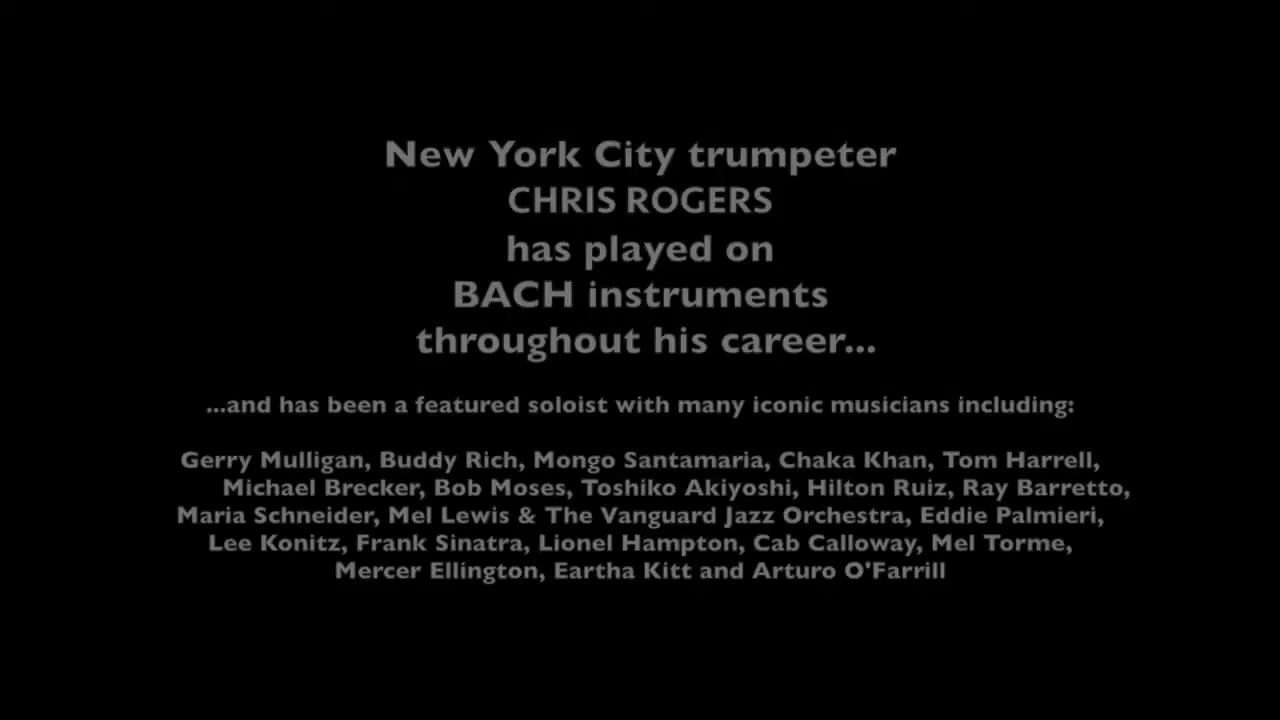 New York City trumpeter
CHRIS ROGERS
has played on
BACH instruments
throughout his career...
...and has been a featured soloist with many iconic musicians including:
Gerry Mulligan, Buddy Rich, Mongo Santamaria, Chaka Khan, Tom Harrell,
Michael Brecker, Bob Moses, Toshiko Akiyoshi, Hilton Ruiz, Ray Barretto,
Maria Schneider, Mel Lewis & The Vanguard Jazz Orchestra, Eddie Palmieri,
Lee Konitz, Frank Sinatra, Lionel Hampton, Cab Calloway, Mel Torme,
Mercer Ellington, Eartha Kitt and Arturo O'Farrill